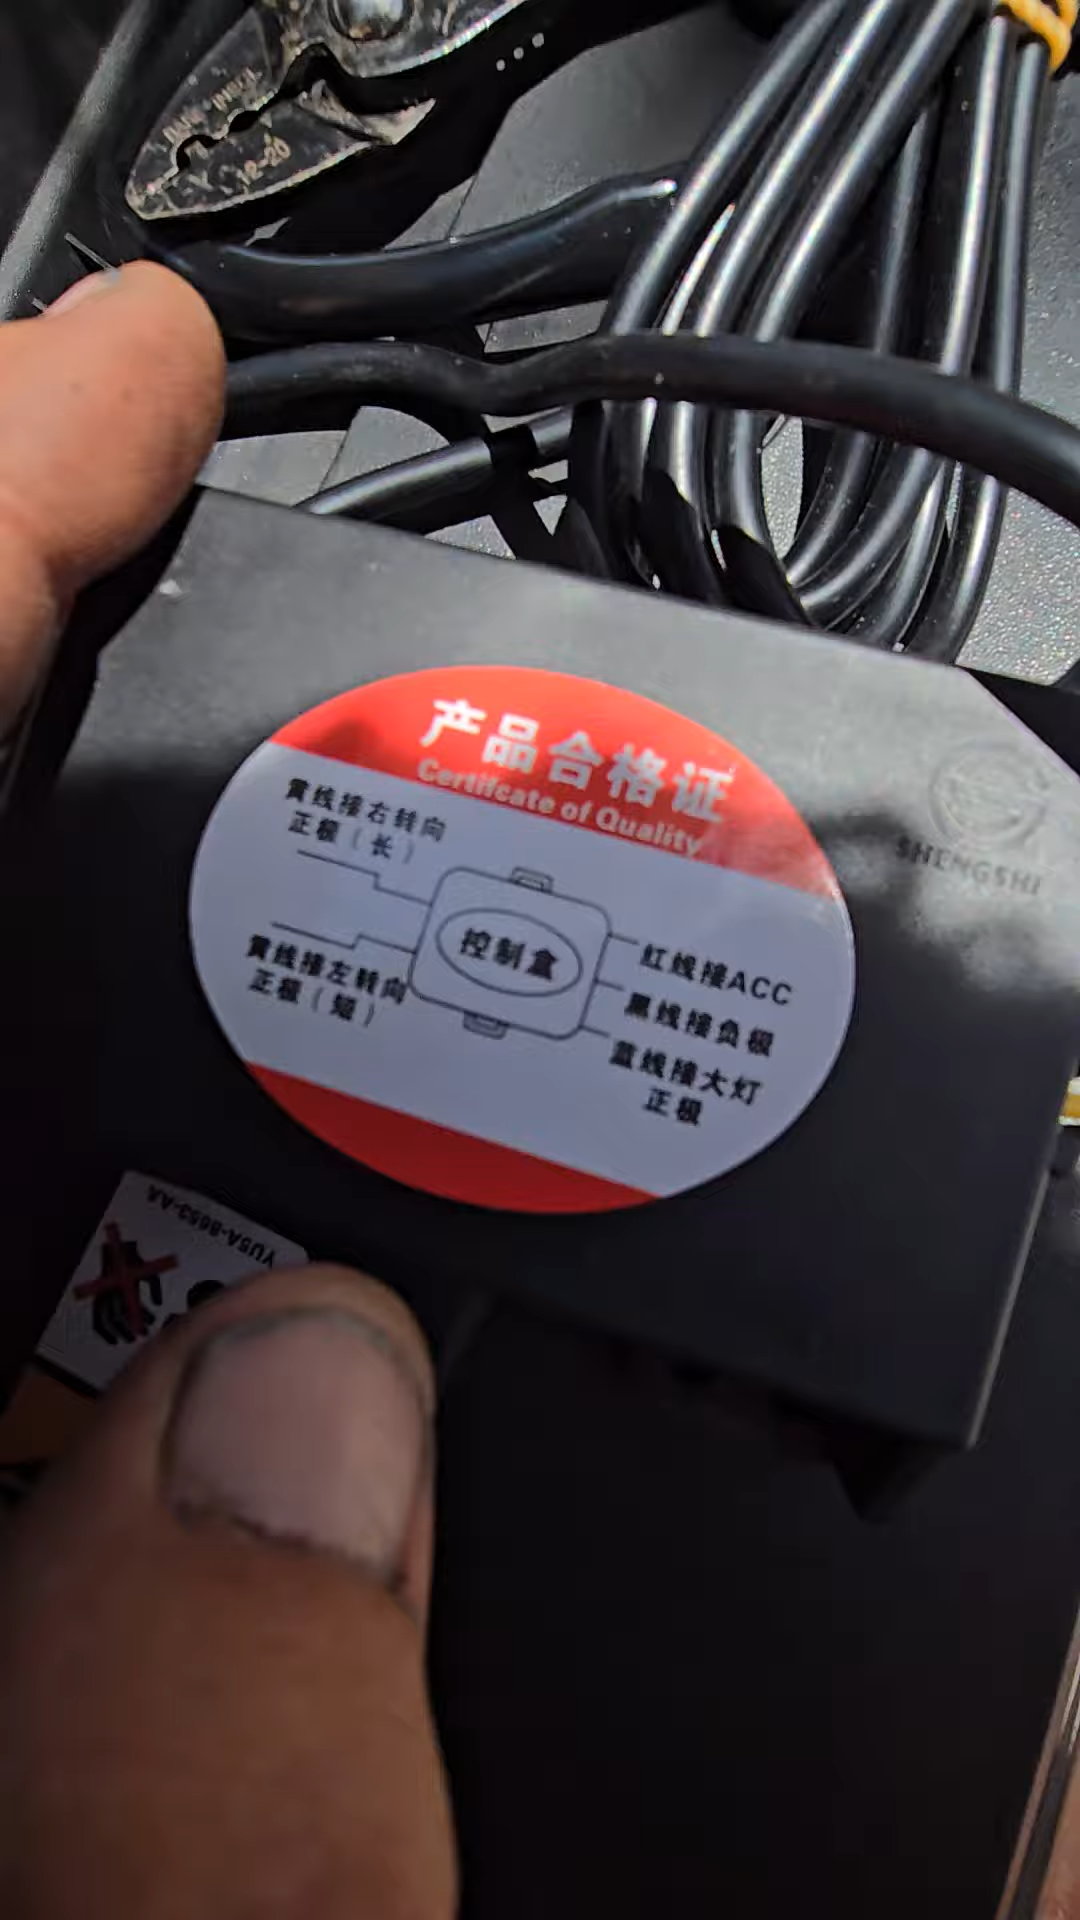 12-20
产品合格证
Certifcate of Quality
黄线接右转向
正极（长）
黄线接左转向
正极（短）
控制盒
红线接ACC
黑线接负极
蓝线接大灯
正极
SHENGSHI
YU5A-8653-AA